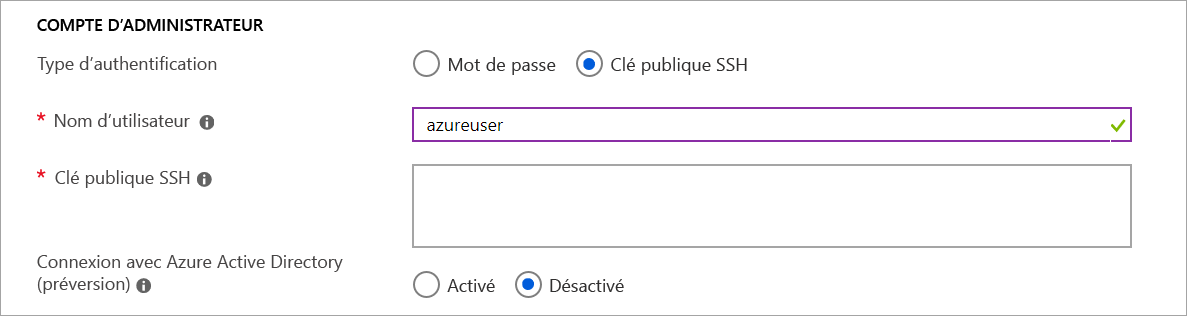 COMPTE D’ADMINISTRATEUR
Type d’authentification
Mot de passe
Clé publique SSH
* Nom d’utilisateur
azureuser
* Clé publique SSH
Connexion avec Azure Active Directory
(préversion)
Activé
Désactivé